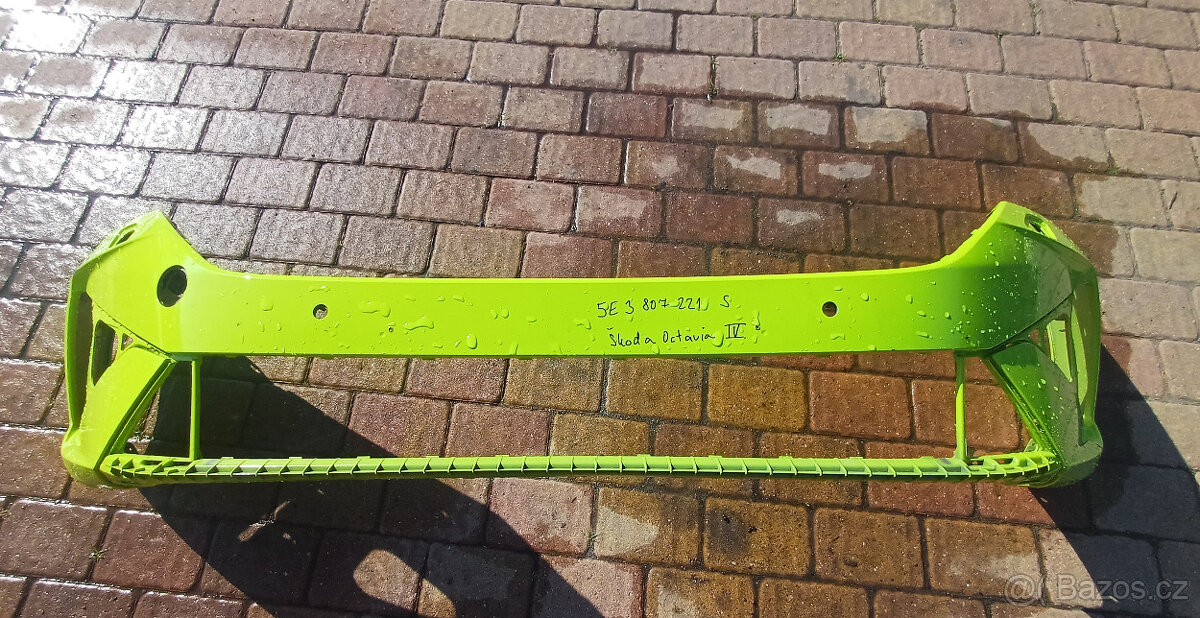 5E3 807 221 S
Škoda Octavia IV
Bazos.cz